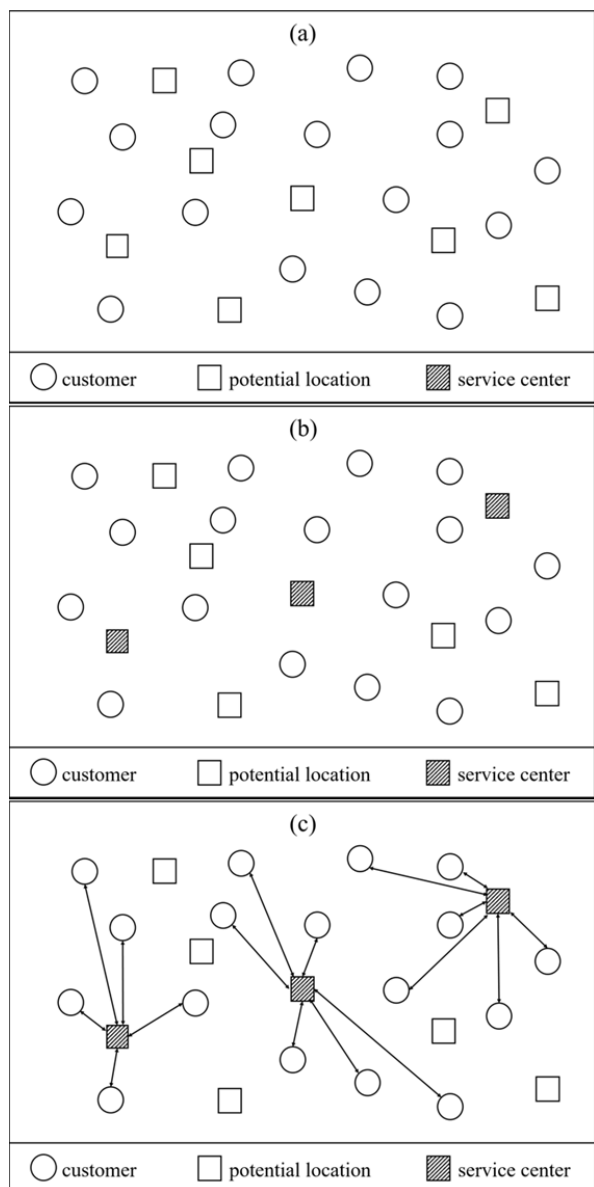 (a)
customer potential location service center
(b)
customer potential location service center
(c)
customer potential location service center